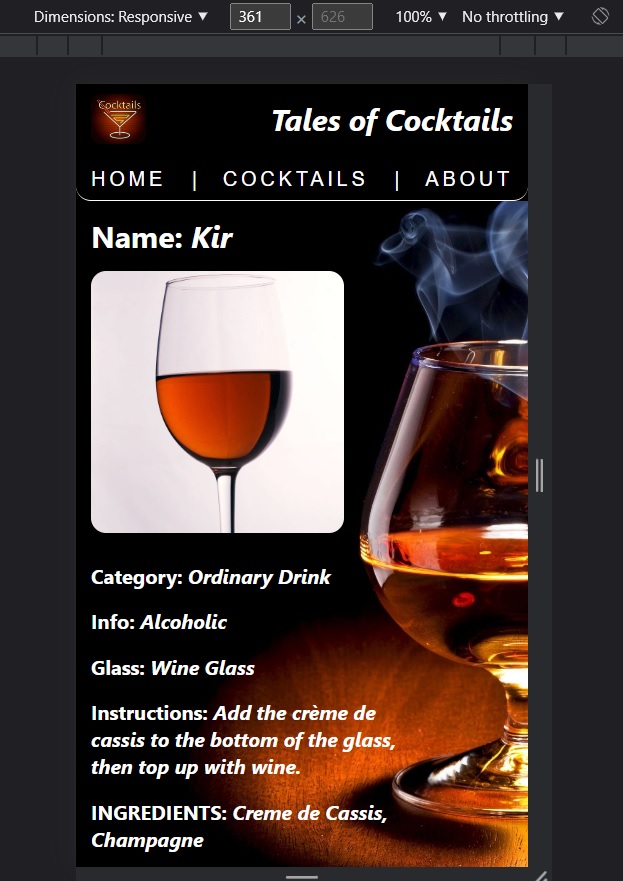 Dimensions: Responsive ▼ 361 × 626 100% ▼ No throttling ▼
Cocktails
Tales of Cocktails
HOME | COCKTAILS | ABOUT
Name: Kir
Category: Ordinary Drink
Info: Alcoholic
Glass: Wine Glass
Instructions: Add the crème de
cassis to the bottom of the glass,
then top up with wine.
INGREDIENTS: Creme de Cassis,
Champagne